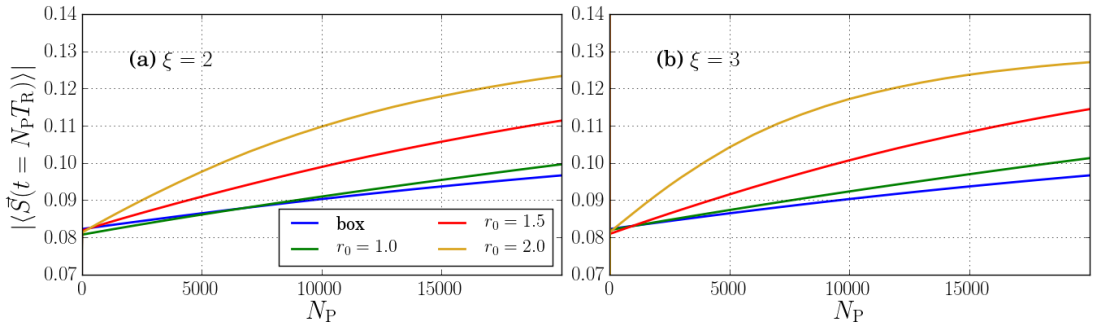 0.14
0.13
0.12
0.11
0.10
0.09
0.08
0.07
|⟨S⃗(t = N_P T_R)⟩|
(a) ξ = 2
box
r₀ = 1.0
r₀ = 1.5
r₀ = 2.0
0 5000 10000 15000
N_P
0.14
0.13
0.12
0.11
0.10
0.09
0.08
0.07
(b) ξ = 3
0 5000 10000 15000
N_P